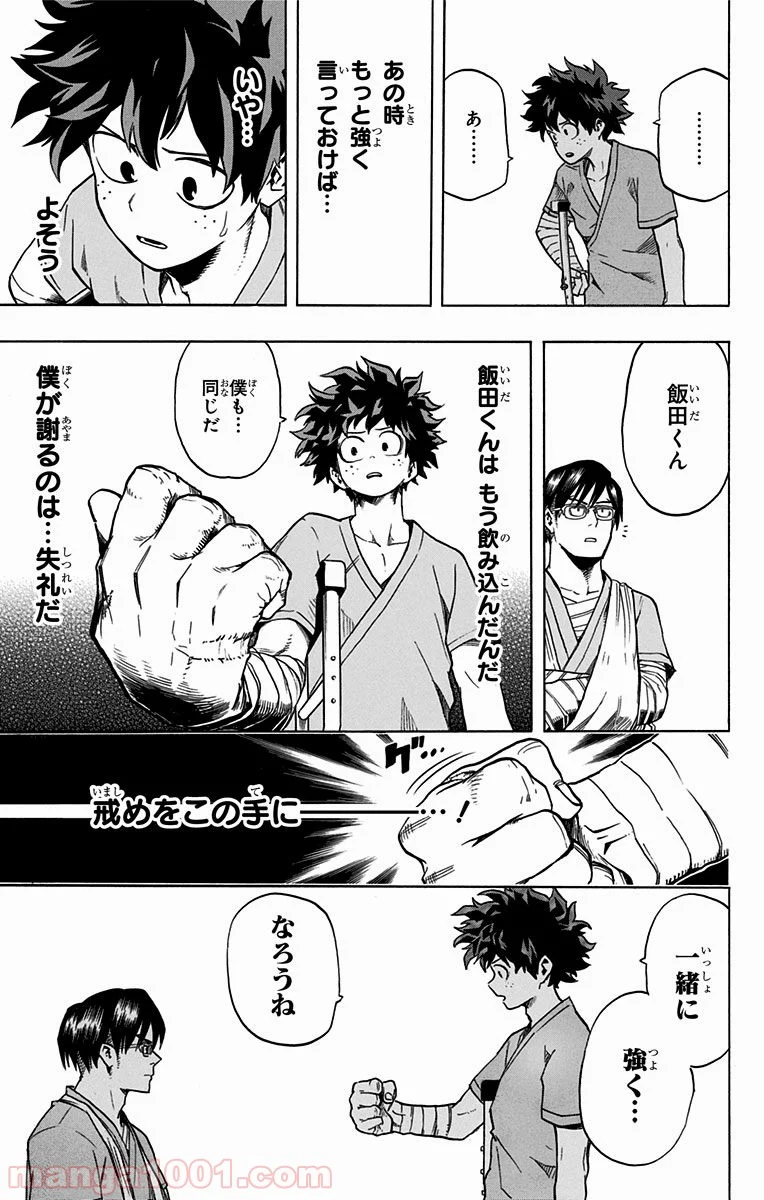 ………
あ………
あの時
もっと強く
言っておけば…
いや…
よそう
飯田くん
飯田くんは もう飲み込んだんだ
僕も…
同じだ
僕が謝るのは…失礼だ
グ…
戒めをこの手に
…！
一緒に
強く…
なろうね
manga1001.com